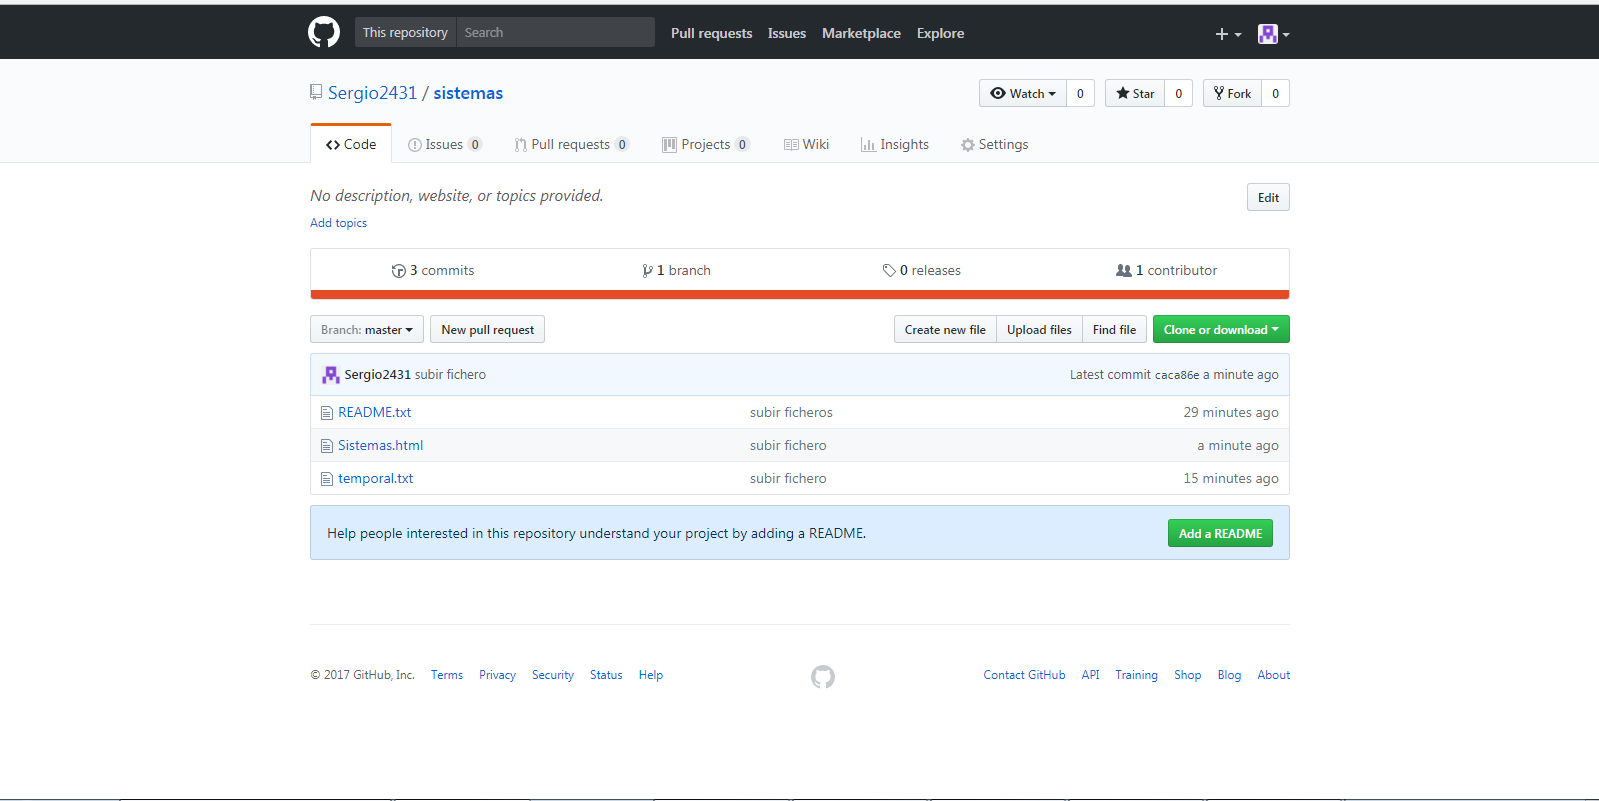 This repository Search Pull requests Issues Marketplace Explore
Sergio2431 / sistemas Watch 0 Star 0 Fork 0
Code Issues 0 Pull requests 0 Projects 0 Wiki Insights Settings
No description, website, or topics provided. Edit
Add topics
3 commits 1 branch 0 releases 1 contributor
Branch: master New pull request Create new file Upload files Find file Clone or download
Sergio2431 subir fichero Latest commit caca86e a minute ago
README.txt subir ficheros 29 minutes ago
Sistemas.html subir fichero a minute ago
temporal.txt subir fichero 15 minutes ago
Help people interested in this repository understand your project by adding a README. Add a README
© 2017 GitHub, Inc. Terms Privacy Security Status Help Contact GitHub API Training Shop Blog About